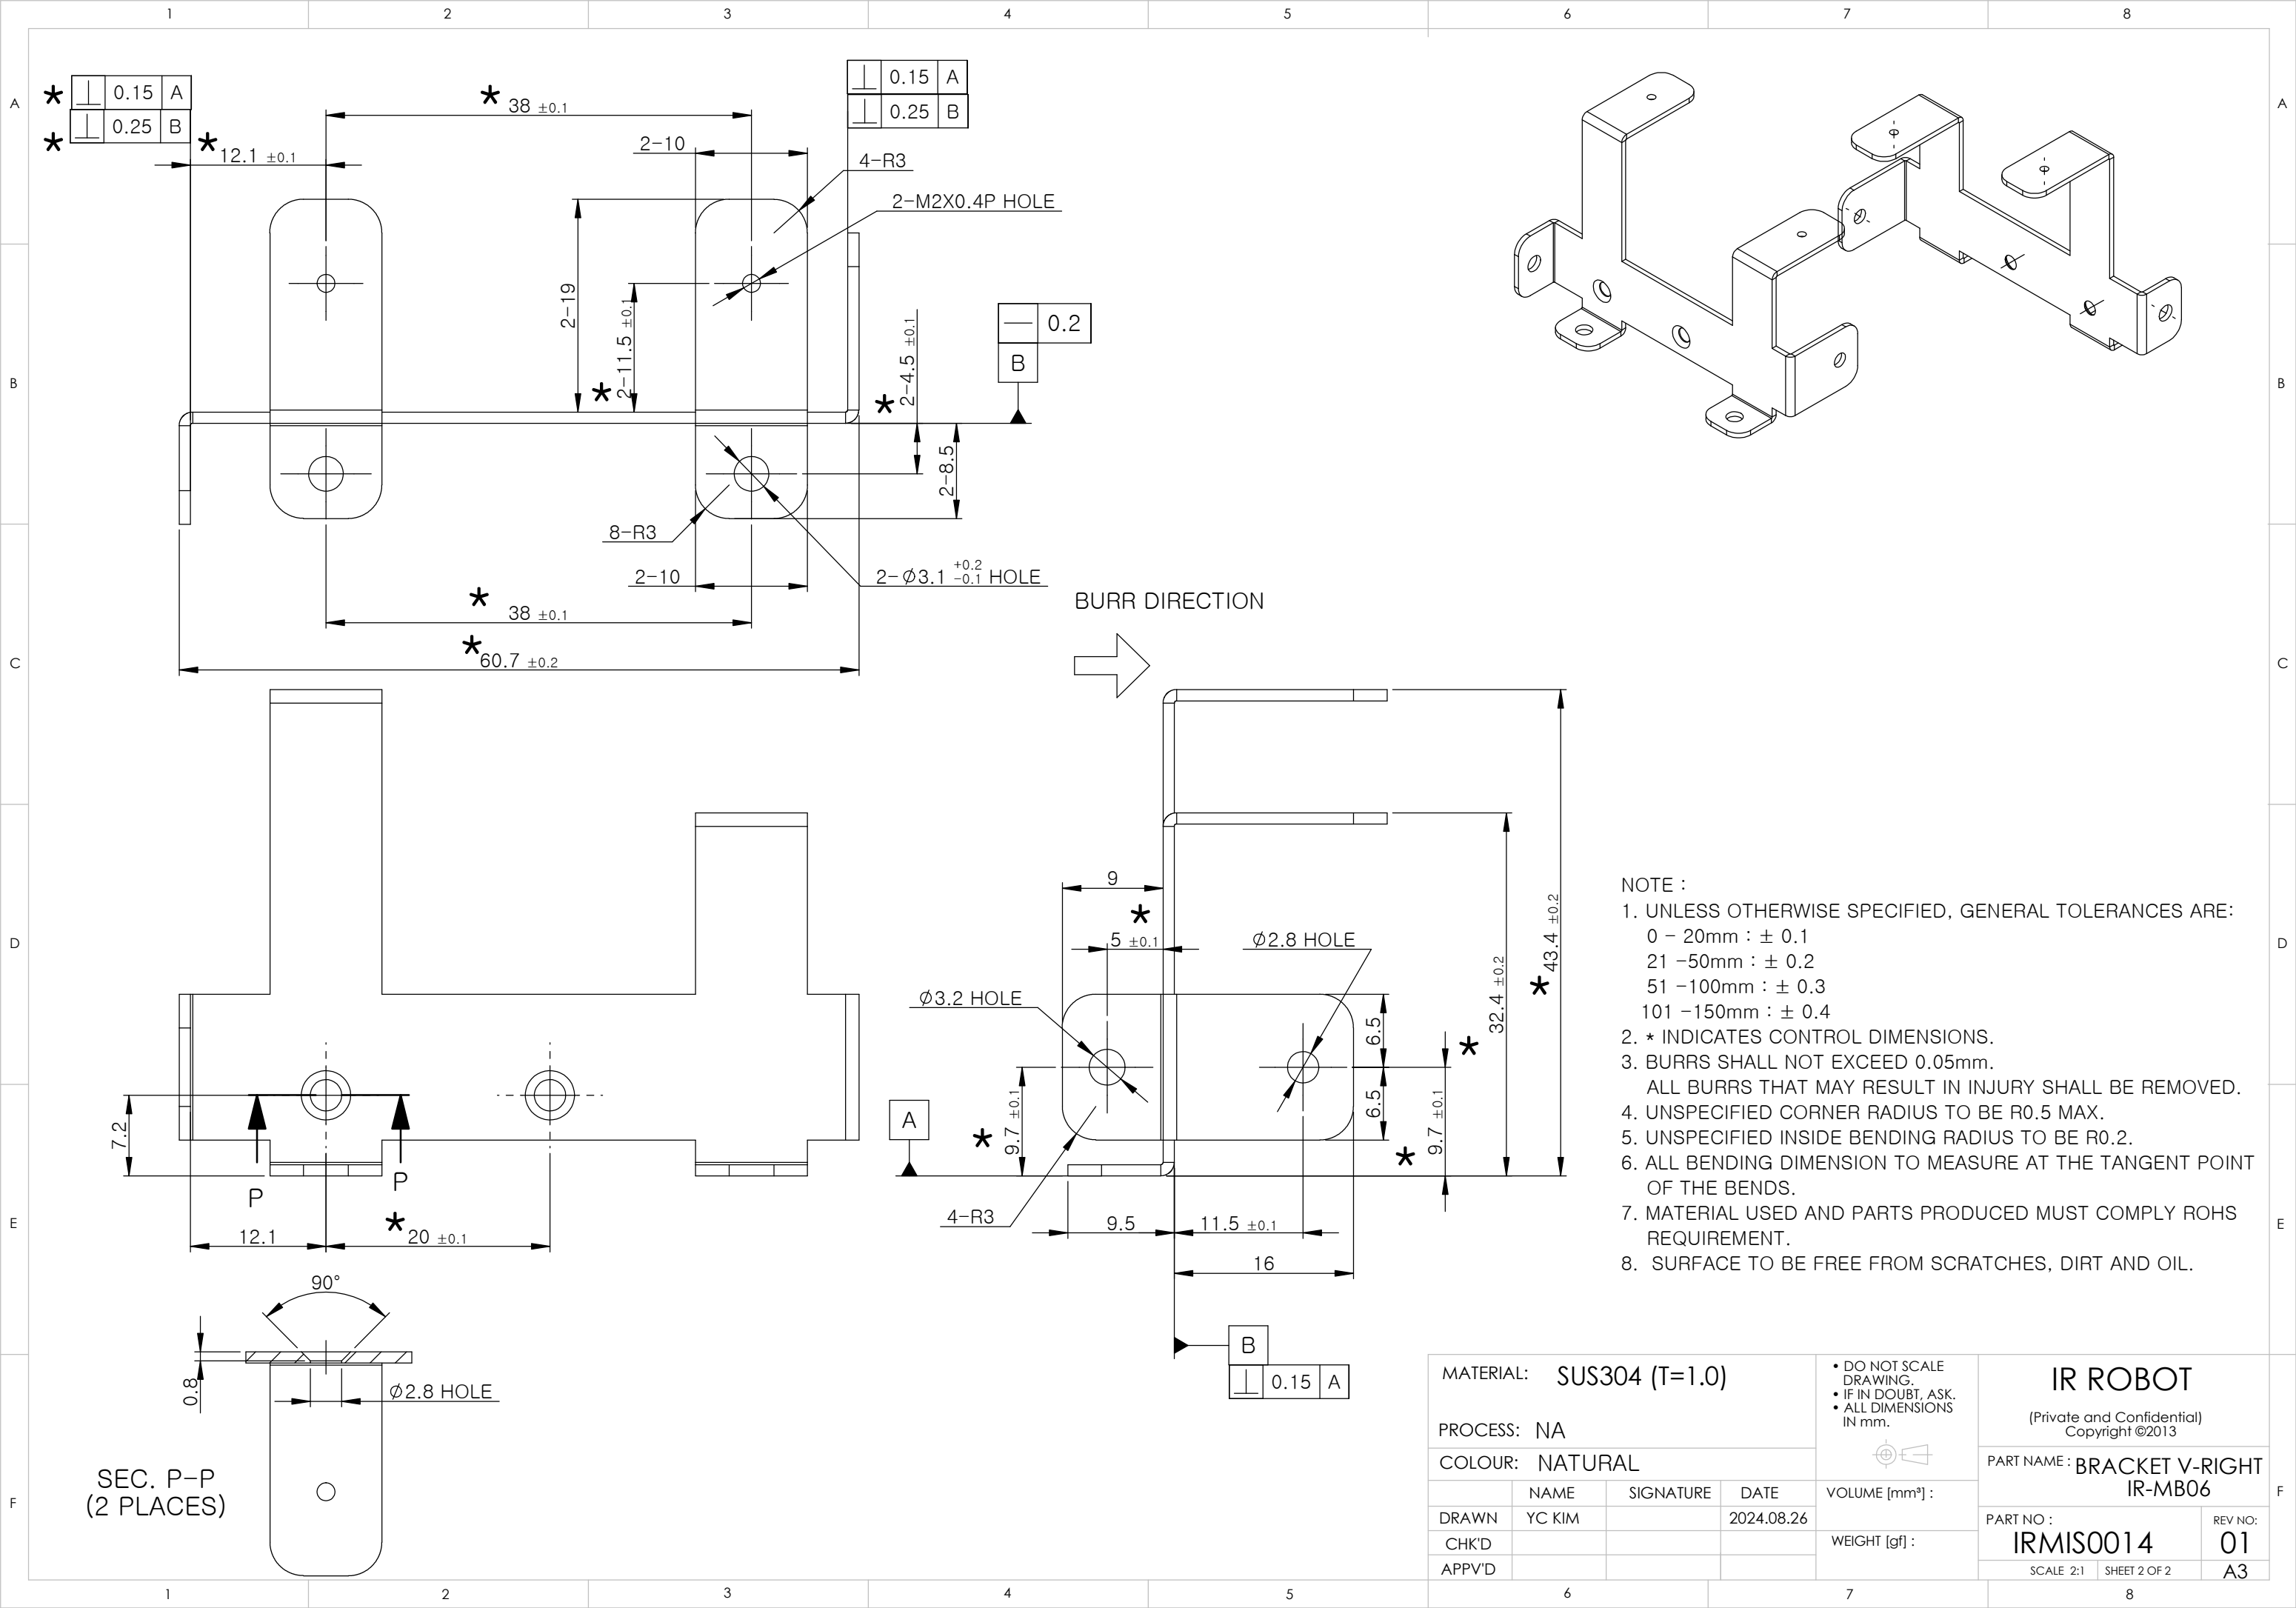 1 2 3 4 5 6 7 8
A
B
C
D
E
F
A
B
C
D
E
F
* ⊥ 0.15 A
* ⊥ 0.25 B
* 12.1 ±0.1
* 38 ±0.1
2-10
⊥ 0.15 A
⊥ 0.25 B
4-R3
2-M2X0.4P HOLE
2-19
* 2-11.5 ±0.1
* 2-4.5 ±0.1
— 0.2
B
2-8.5
8-R3
2-10
2-Ø3.1 +0.2 -0.1 HOLE
* 38 ±0.1
* 60.7 ±0.2
BURR DIRECTION
7.2
P
P
12.1
* 20 ±0.1
9
* 5 ±0.1
Ø2.8 HOLE
Ø3.2 HOLE
A
* 9.7 ±0.1
4-R3
9.5
11.5 ±0.1
16
6.5
6.5
* 9.7 ±0.1
* 32.4 ±0.2
* 43.4 ±0.2
B
⊥ 0.15 A
90°
0.8
Ø2.8 HOLE
SEC. P-P
(2 PLACES)
NOTE :
1. UNLESS OTHERWISE SPECIFIED, GENERAL TOLERANCES ARE:
0 - 20mm : ± 0.1
21 -50mm : ± 0.2
51 -100mm : ± 0.3
101 -150mm : ± 0.4
2. * INDICATES CONTROL DIMENSIONS.
3. BURRS SHALL NOT EXCEED 0.05mm.
ALL BURRS THAT MAY RESULT IN INJURY SHALL BE REMOVED.
4. UNSPECIFIED CORNER RADIUS TO BE R0.5 MAX.
5. UNSPECIFIED INSIDE BENDING RADIUS TO BE R0.2.
6. ALL BENDING DIMENSION TO MEASURE AT THE TANGENT POINT
OF THE BENDS.
7. MATERIAL USED AND PARTS PRODUCED MUST COMPLY ROHS
REQUIREMENT.
8. SURFACE TO BE FREE FROM SCRATCHES, DIRT AND OIL.
MATERIAL: SUS304 (T=1.0)
PROCESS: NA
COLOUR: NATURAL
NAME SIGNATURE DATE
DRAWN YC KIM 2024.08.26
CHK'D
APPV'D
• DO NOT SCALE
DRAWING.
• IF IN DOUBT, ASK.
• ALL DIMENSIONS
IN mm.
VOLUME [mm³] :
WEIGHT [gf] :
IR ROBOT
(Private and Confidential)
Copyright ©2013
PART NAME : BRACKET V-RIGHT
IR-MB06
PART NO :
IRMIS0014
REV NO:
01
SCALE 2:1 SHEET 2 OF 2
A3
1 2 3 4 5 6 7 8